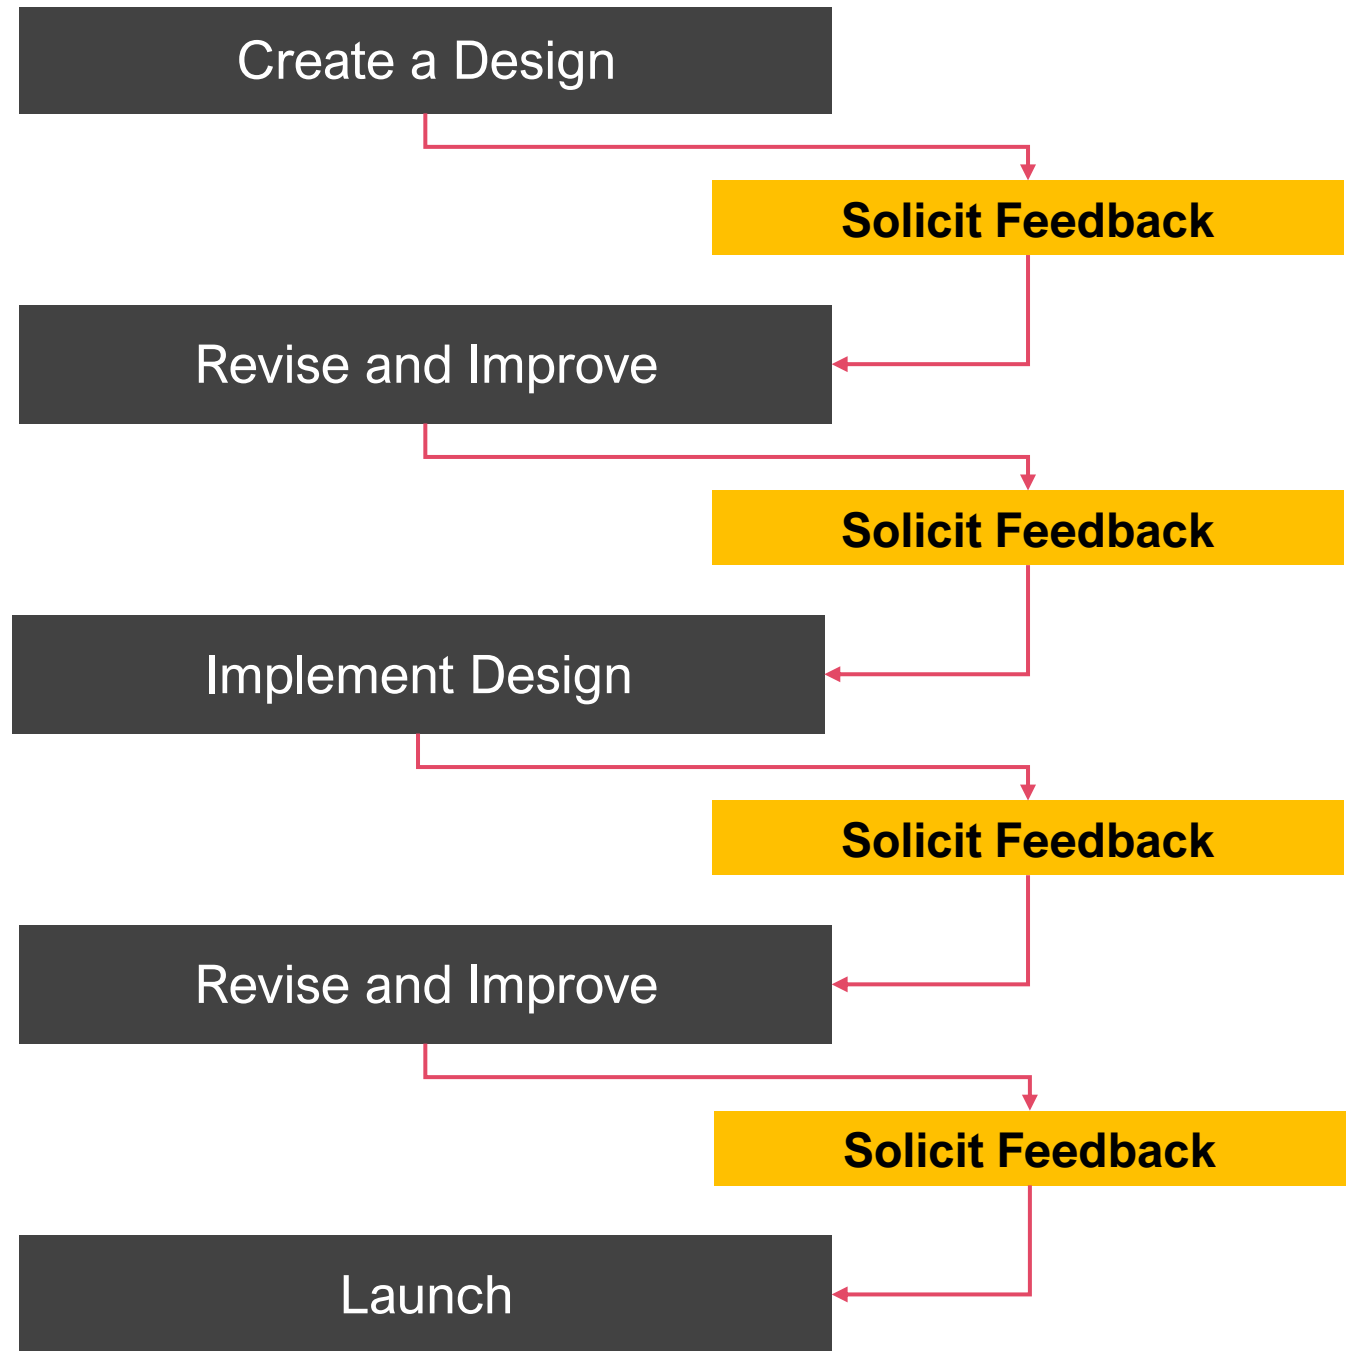 Create a Design
Solicit Feedback
Revise and Improve
Solicit Feedback
Implement Design
Solicit Feedback
Revise and Improve
Solicit Feedback
Launch